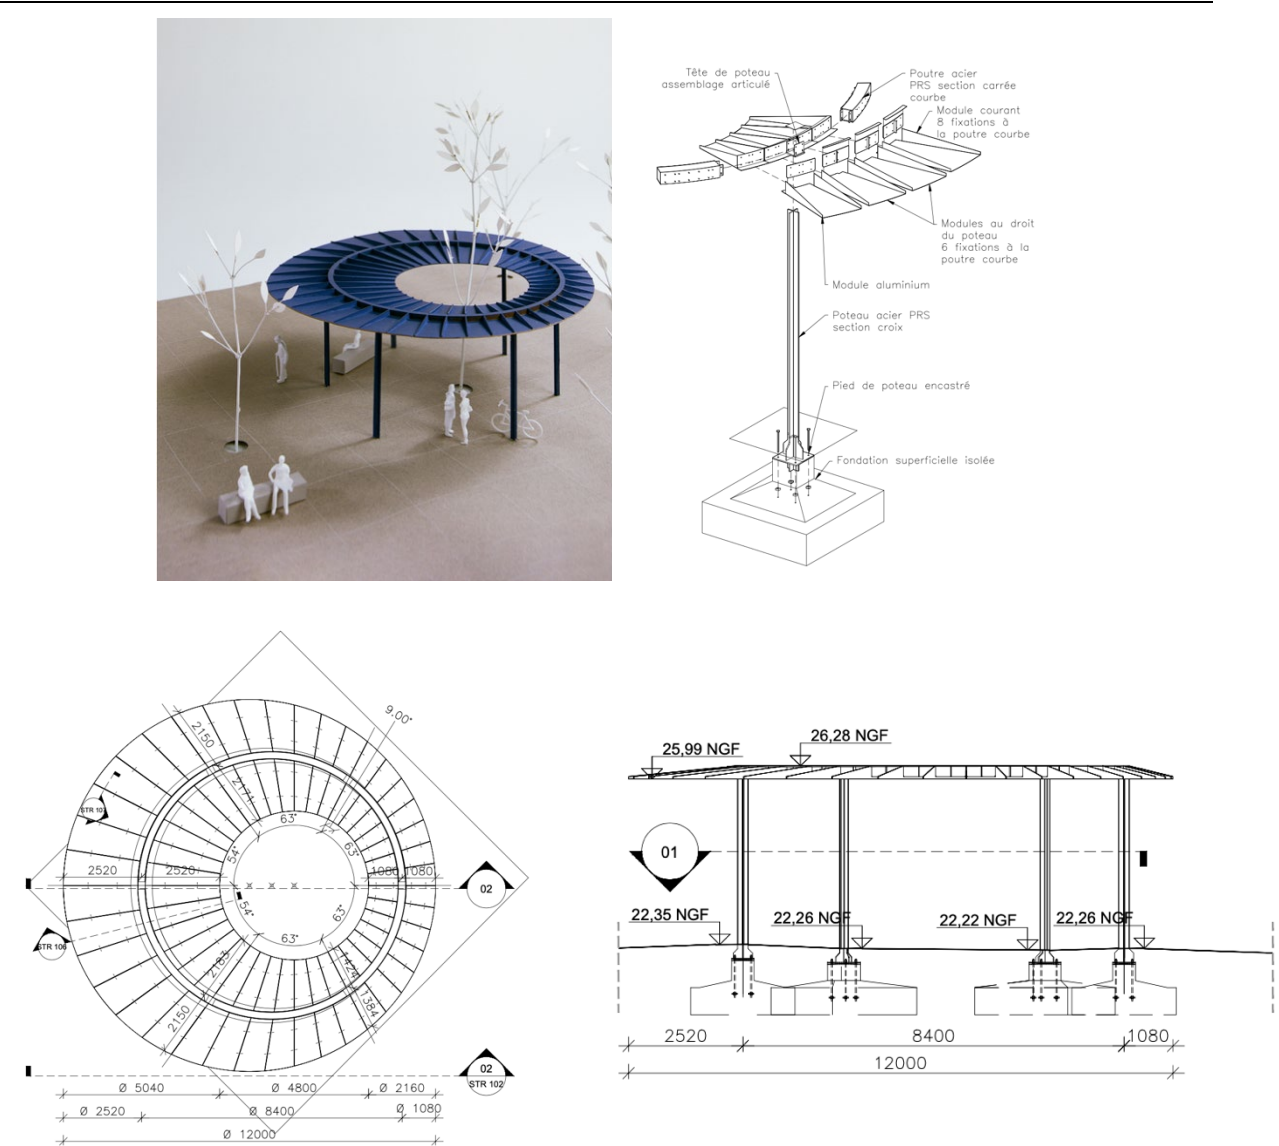 Tête de poteau
assemblage articulé
Poutre acier
PRS section carrée
courbe
Module courant
8 fixations à
la poutre courbe
Modules au droit
du poteau
6 fixations à la
poutre courbe
Module aluminium
Poteau acier PRS
section croix
Pied de poteau encastré
Fondation superficielle isolée
9.00°
2150
2171
63°
63°
54°
2520
2520
1080
1080
02
54°
63°
63°
STR 106
2183
1424
1384
2150
02
STR 102
Ø 5040
Ø 4800
Ø 2160
Ø 2520
Ø 8400
Ø 1080
Ø 12000
25,99 NGF
26,28 NGF
01
22,35 NGF
22,26 NGF
22,22 NGF
22,26 NGF
2520
8400
1080
12000